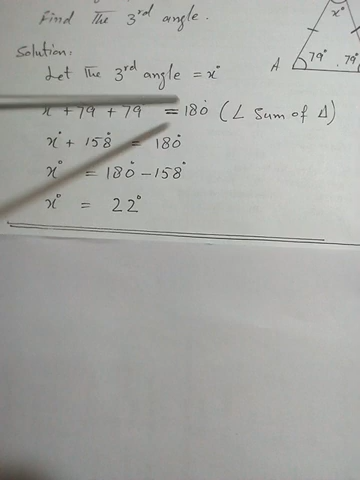 Find The 3rd angle.
x°
Solution:
Let The 3rd angle = x°
A 79° 79°
x + 79 + 79 = 180° (∠ Sum of Δ)
x° + 158° = 180°
x° = 180° - 158°
x° = 22°